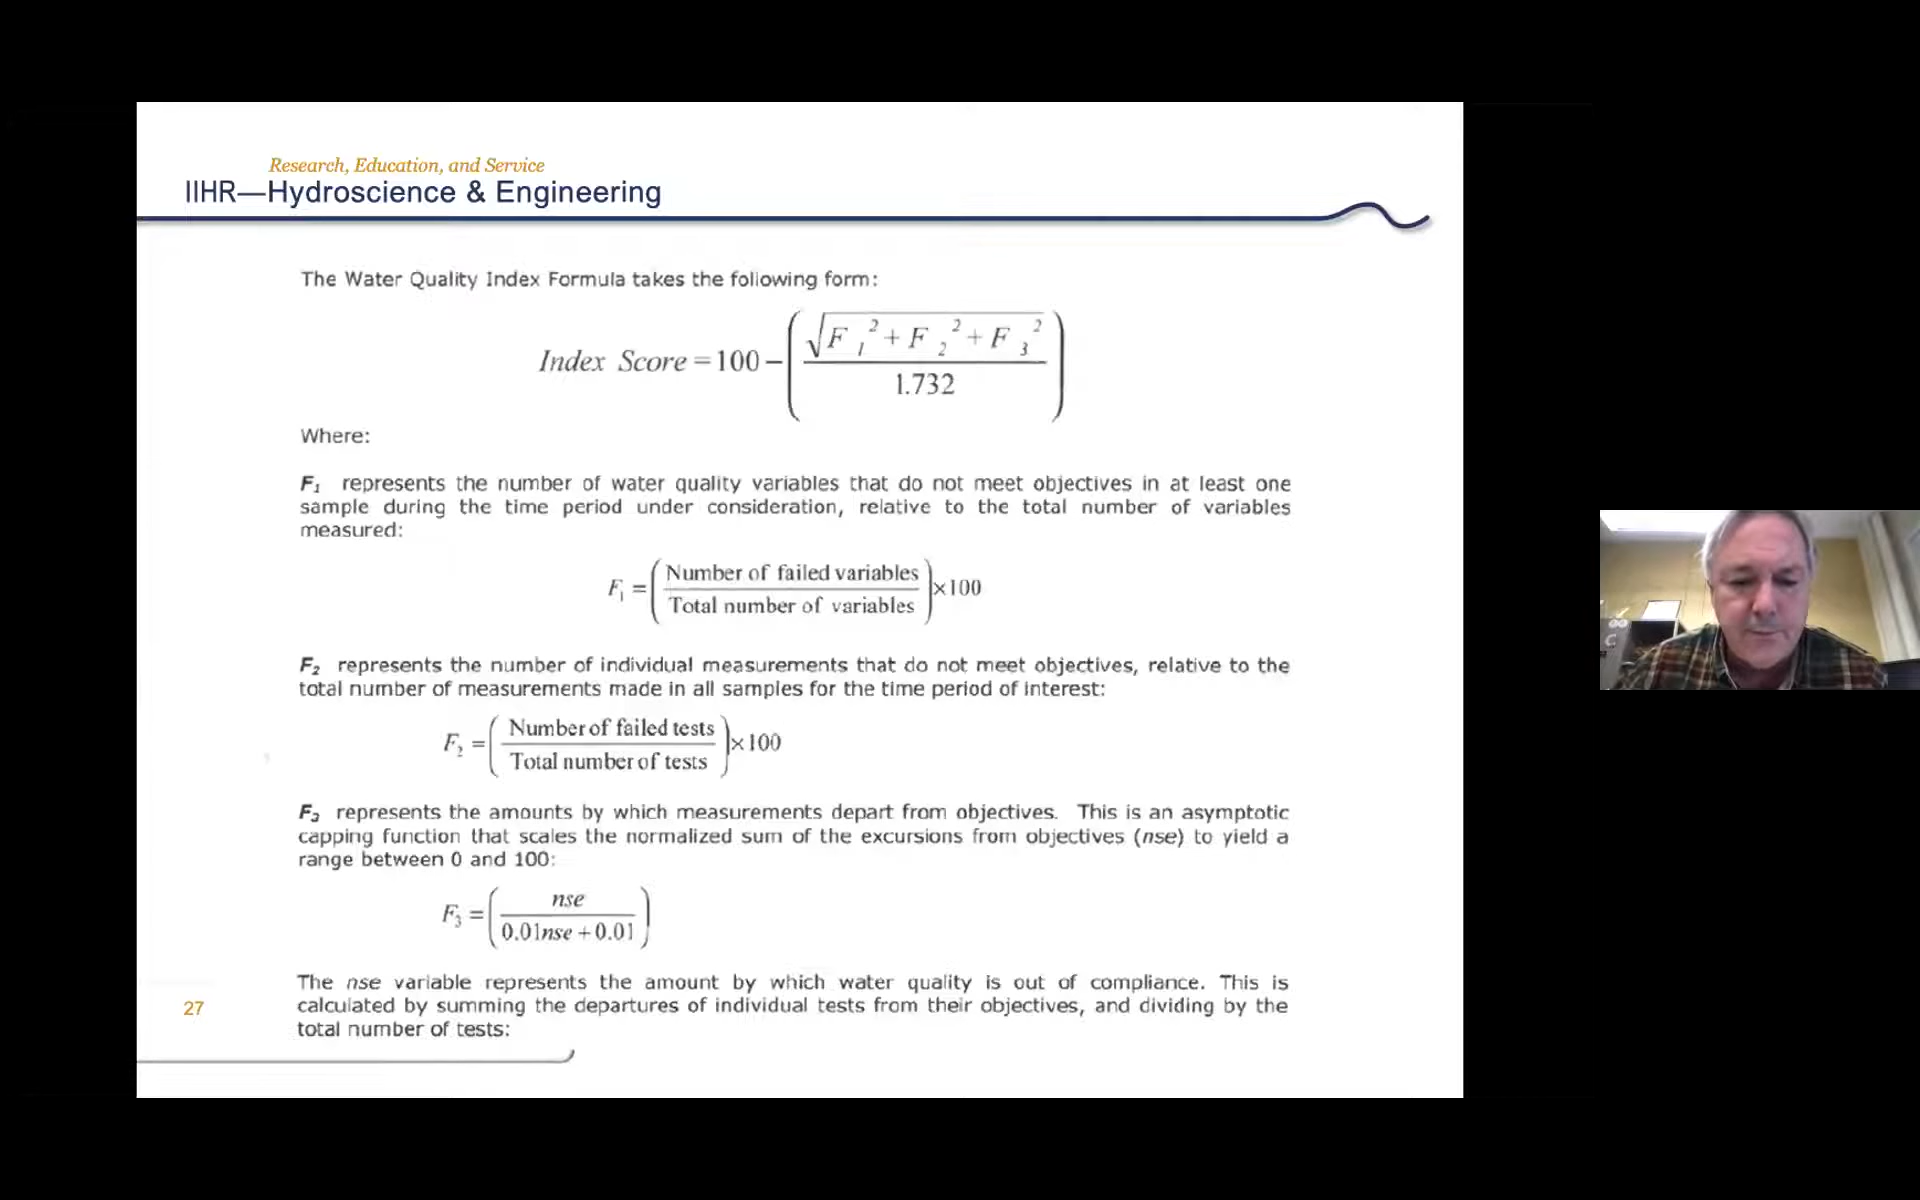 Research, Education, and Service
IIHR—Hydroscience & Engineering
The Water Quality Index Formula takes the following form:
Index Score = 100 − ( √F₁² + F₂² + F₃² / 1.732 )
Where:
F₁ represents the number of water quality variables that do not meet objectives in at least one
sample during the time period under consideration, relative to the total number of variables
measured:
F₁ = ( Number of failed variables / Total number of variables ) ×100
F₂ represents the number of individual measurements that do not meet objectives, relative to the
total number of measurements made in all samples for the time period of interest:
F₂ = ( Number of failed tests / Total number of tests ) ×100
F₃ represents the amounts by which measurements depart from objectives. This is an asymptotic
capping function that scales the normalized sum of the excursions from objectives (nse) to yield a
range between 0 and 100:
F₃ = ( nse / 0.01nse + 0.01 )
The nse variable represents the amount by which water quality is out of compliance. This is
calculated by summing the departures of individual tests from their objectives, and dividing by the
total number of tests:
27